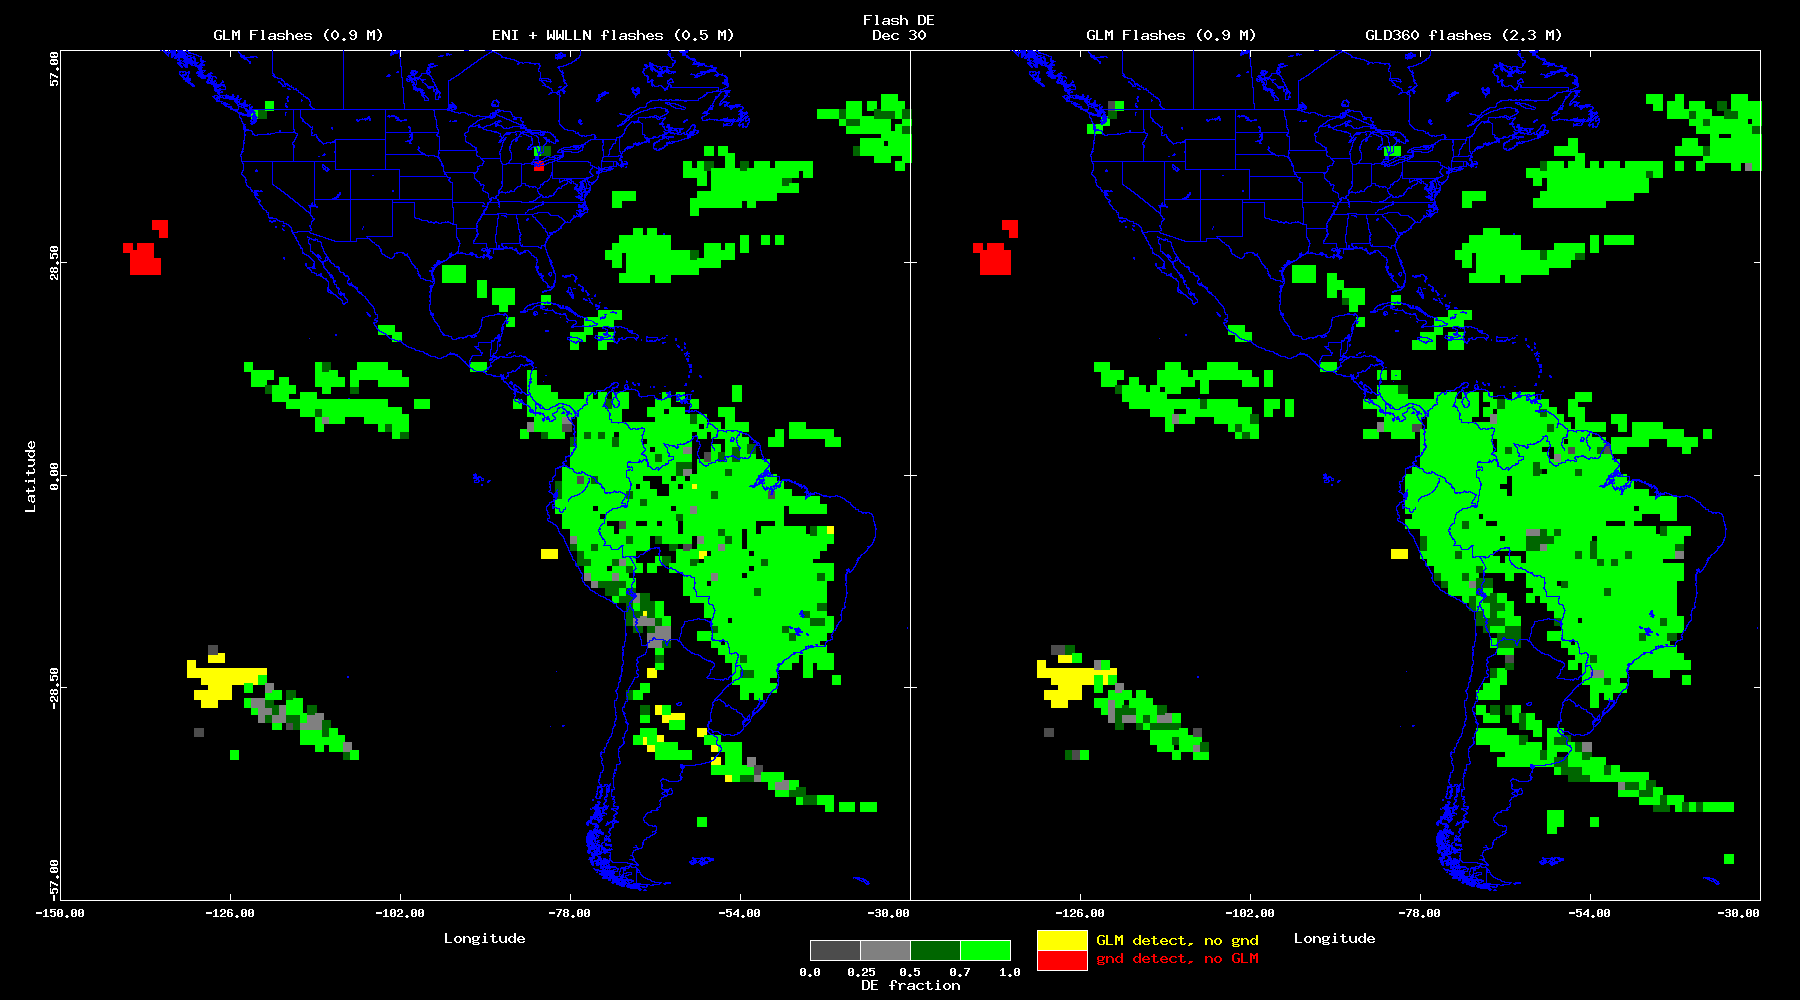 Flash DE
GLM Flashes (0.9 M) ENI + WWLLN flashes (0.5 M) Dec 30 GLM Flashes (0.9 M) GLD360 flashes (2.3 M)
57.00
28.50
0.00
-28.50
-57.00
Latitude
-150.00 -126.00 -102.00 -78.00 -54.00 -30.00 -126.00 -102.00 -78.00 -54.00 -30.00
Longitude Longitude
GLM detect, no gnd
gnd detect, no GLM
0.0 0.25 0.5 0.7 1.0
DE fraction